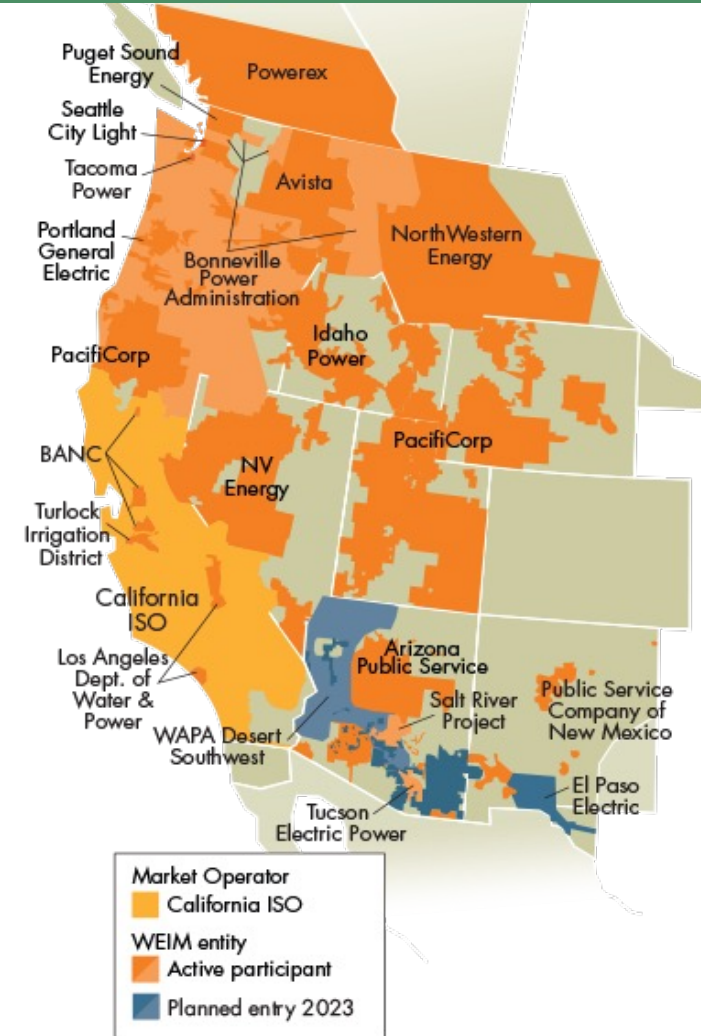 Puget Sound
Energy
Powerex
Seattle
City Light
Tacoma
Power
Avista
Portland
General
Electric
NorthWestern
Energy
Bonneville
Power
Administration
Idaho
Power
PacifiCorp
PacifiCorp
BANC
NV
Energy
Turlock
Irrigation
District
California
ISO
Los Angeles
Dept. of
Water &
Power
Arizona
Public Service
Salt River
Project
Public Service
Company of
New Mexico
WAPA Desert
Southwest
El Paso
Electric
Tucson
Electric Power
Market Operator
California ISO
WEIM entity
Active participant
Planned entry 2023